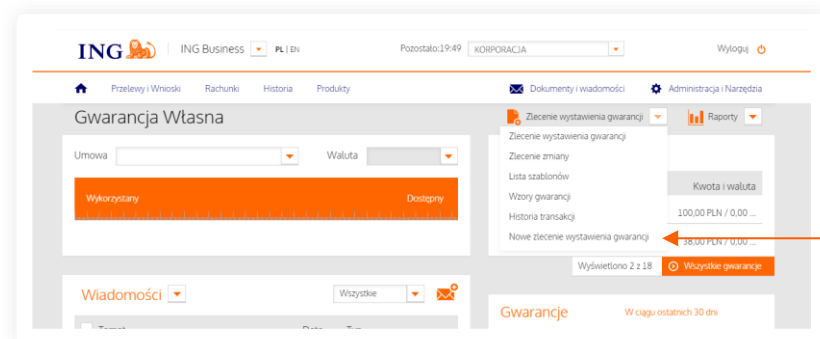 ING ING Business PL | EN Pozostało:19:49 KORPORACJA Wyloguj
Przelewy i Wnioski Rachunki Historia Produkty Dokumenty i wiadomości Administracja i Narzędzia
Gwarancja Własna Zlecenie wystawienia gwarancji Raporty
Zlecenie wystawienia gwarancji
Umowa Waluta Zlecenie zmiany
Lista szablonów
Wykorzystany Dostępny Wzory gwarancji Kwota i waluta
Historia transakcji 100,00 PLN / 0,00 ...
Nowe zlecenie wystawienia gwarancji 38,00 PLN / 0,00 ...
Wyświetlono 2 z 18 Wszystkie gwarancje
Wiadomości Wszystkie
Gwarancje W ciągu ostatnich 30 dni
Temat Data Typ